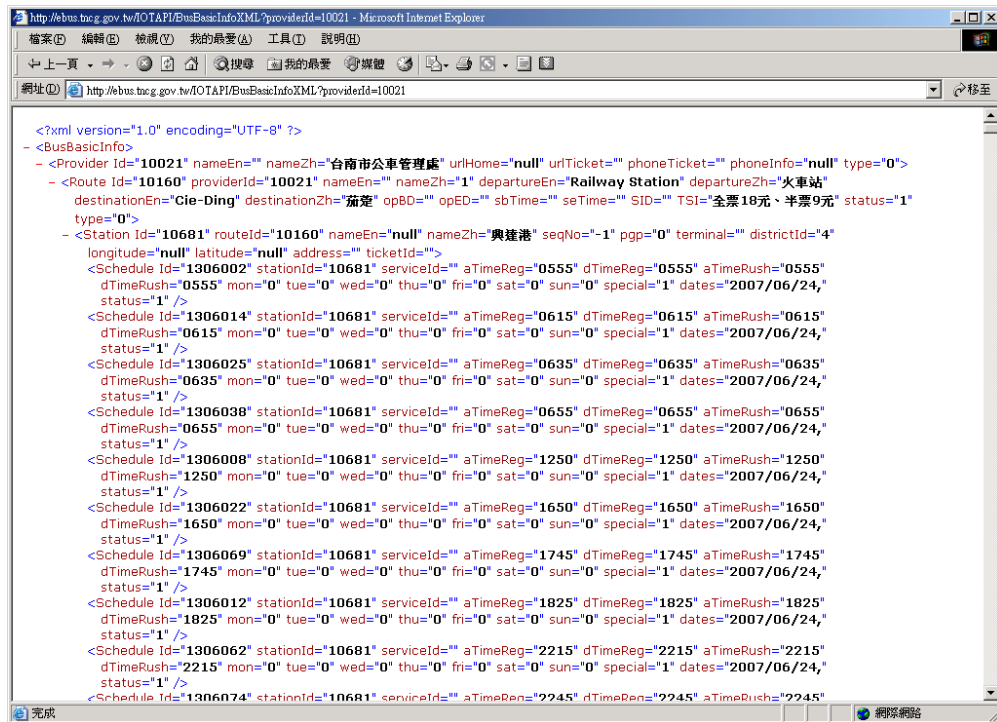 http://ebus.tncg.gov.tw/IOTAPI/BusBasicInfoXML?providerId=10021 - Microsoft Internet Explorer
檔案(F) 編輯(E) 檢視(V) 我的最愛(A) 工具(T) 說明(H)
上一頁 搜尋 我的最愛 媒體
網址(D) http://ebus.tncg.gov.tw/IOTAPI/BusBasicInfoXML?providerId=10021 移至
<?xml version="1.0" encoding="UTF-8" ?>
- <BusBasicInfo>
- <Provider Id="10021" nameEn="" nameZh="台南市公車管理處" urlHome="null" urlTicket="" phoneTicket="" phoneInfo="null" type="0">
- <Route Id="10160" providerId="10021" nameEn="" nameZh="1" departureEn="Railway Station" departureZh="火車站"
destinationEn="Cie-Ding" destinationZh="茄萣" opBD="" opED="" sbTime="" seTime="" SID="" TSI="全票18元、半票9元" status="1"
type="0">
- <Station Id="10681" routeId="10160" nameEn="null" nameZh="興建港" seqNo="-1" pgp="0" terminal="" districtId="4"
longitude="null" latitude="null" address="" ticketId="">
<Schedule Id="1306002" stationId="10681" serviceId="" aTimeReg="0555" dTimeReg="0555" aTimeRush="0555"
dTimeRush="0555" mon="0" tue="0" wed="0" thu="0" fri="0" sat="0" sun="0" special="1" dates="2007/06/24,"
status="1" />
<Schedule Id="1306014" stationId="10681" serviceId="" aTimeReg="0615" dTimeReg="0615" aTimeRush="0615"
dTimeRush="0615" mon="0" tue="0" wed="0" thu="0" fri="0" sat="0" sun="0" special="1" dates="2007/06/24,"
status="1" />
<Schedule Id="1306025" stationId="10681" serviceId="" aTimeReg="0635" dTimeReg="0635" aTimeRush="0635"
dTimeRush="0635" mon="0" tue="0" wed="0" thu="0" fri="0" sat="0" sun="0" special="1" dates="2007/06/24,"
status="1" />
<Schedule Id="1306038" stationId="10681" serviceId="" aTimeReg="0655" dTimeReg="0655" aTimeRush="0655"
dTimeRush="0655" mon="0" tue="0" wed="0" thu="0" fri="0" sat="0" sun="0" special="1" dates="2007/06/24,"
status="1" />
<Schedule Id="1306008" stationId="10681" serviceId="" aTimeReg="1250" dTimeReg="1250" aTimeRush="1250"
dTimeRush="1250" mon="0" tue="0" wed="0" thu="0" fri="0" sat="0" sun="0" special="1" dates="2007/06/24,"
status="1" />
<Schedule Id="1306022" stationId="10681" serviceId="" aTimeReg="1650" dTimeReg="1650" aTimeRush="1650"
dTimeRush="1650" mon="0" tue="0" wed="0" thu="0" fri="0" sat="0" sun="0" special="1" dates="2007/06/24,"
status="1" />
<Schedule Id="1306069" stationId="10681" serviceId="" aTimeReg="1745" dTimeReg="1745" aTimeRush="1745"
dTimeRush="1745" mon="0" tue="0" wed="0" thu="0" fri="0" sat="0" sun="0" special="1" dates="2007/06/24,"
status="1" />
<Schedule Id="1306012" stationId="10681" serviceId="" aTimeReg="1825" dTimeReg="1825" aTimeRush="1825"
dTimeRush="1825" mon="0" tue="0" wed="0" thu="0" fri="0" sat="0" sun="0" special="1" dates="2007/06/24,"
status="1" />
<Schedule Id="1306062" stationId="10681" serviceId="" aTimeReg="2215" dTimeReg="2215" aTimeRush="2215"
dTimeRush="2215" mon="0" tue="0" wed="0" thu="0" fri="0" sat="0" sun="0" special="1" dates="2007/06/24,"
status="1" />
<Schedule Id="1306074" stationId="10681" serviceId="" aTimeReg="2245" dTimeReg="2245" aTimeRush="2245"
完成 網際網路